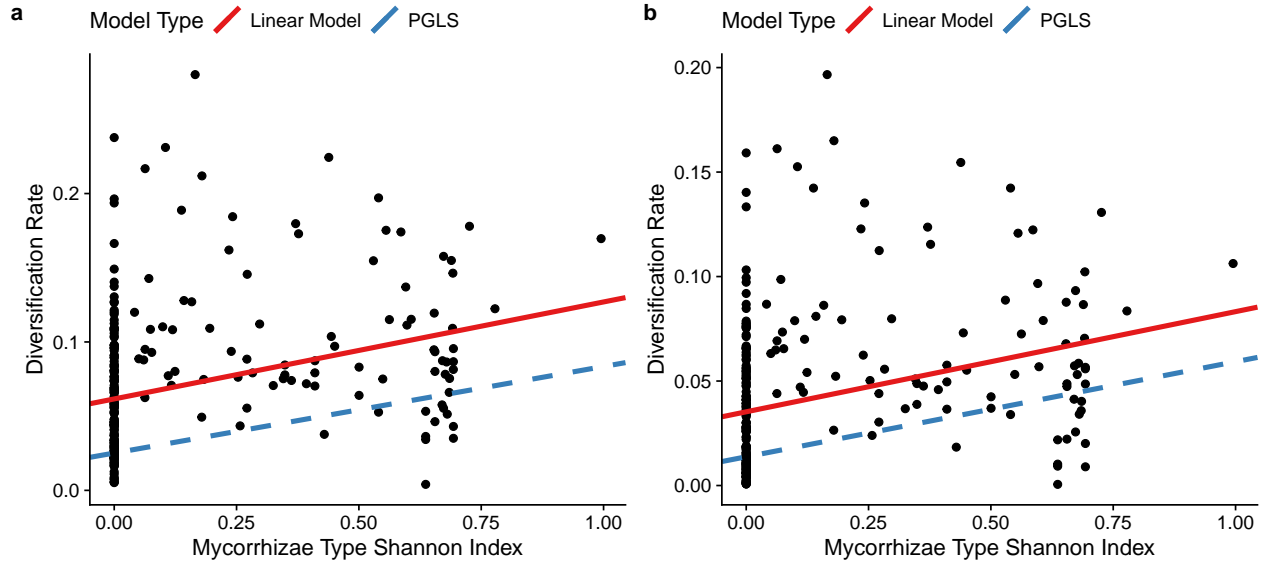 a
Model Type Linear Model PGLS
Diversification Rate
0.2
0.1
0.0
0.00 0.25 0.50 0.75 1.00
Mycorrhizae Type Shannon Index
b
Model Type Linear Model PGLS
Diversification Rate
0.20
0.15
0.10
0.05
0.00
0.00 0.25 0.50 0.75 1.00
Mycorrhizae Type Shannon Index